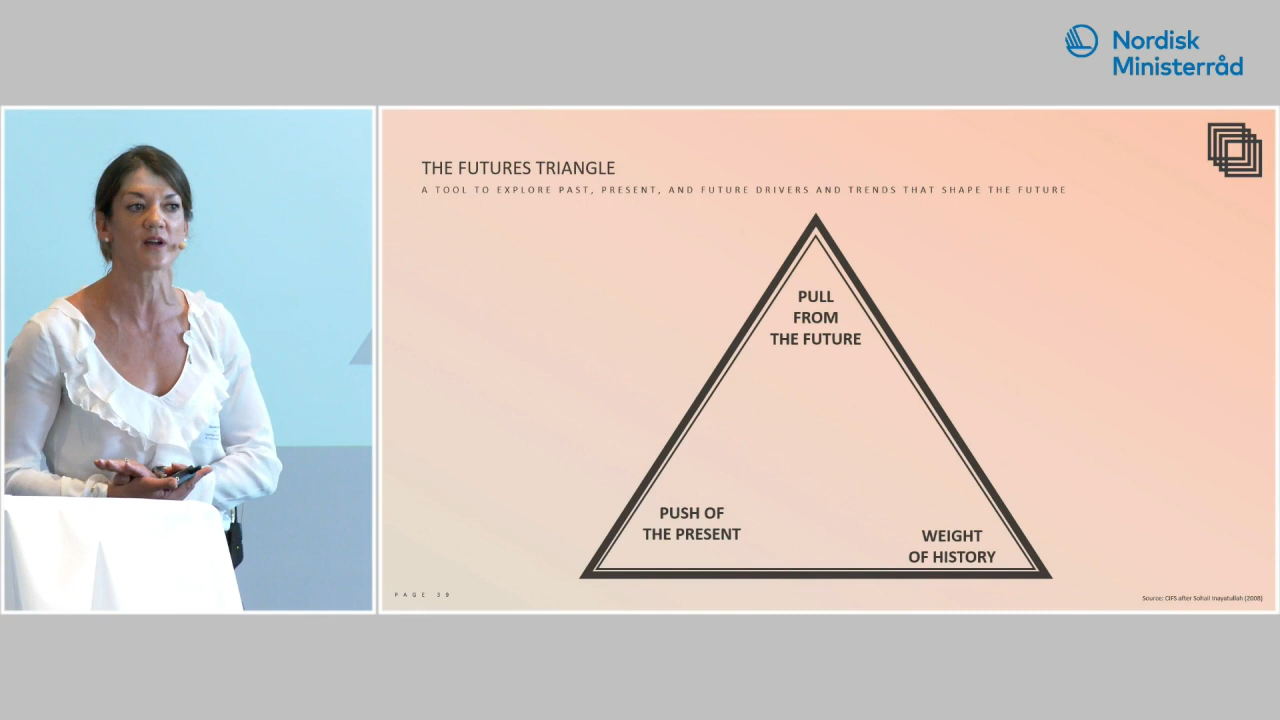 Nordisk
Ministerråd
THE FUTURES TRIANGLE
A TOOL TO EXPLORE PAST, PRESENT, AND FUTURE DRIVERS AND TRENDS THAT SHAPE THE FUTURE
PULL
FROM
THE FUTURE
PUSH OF
THE PRESENT
WEIGHT
OF HISTORY
PAGE 39
Source: CIFS after Sohail Inayatullah (2008)